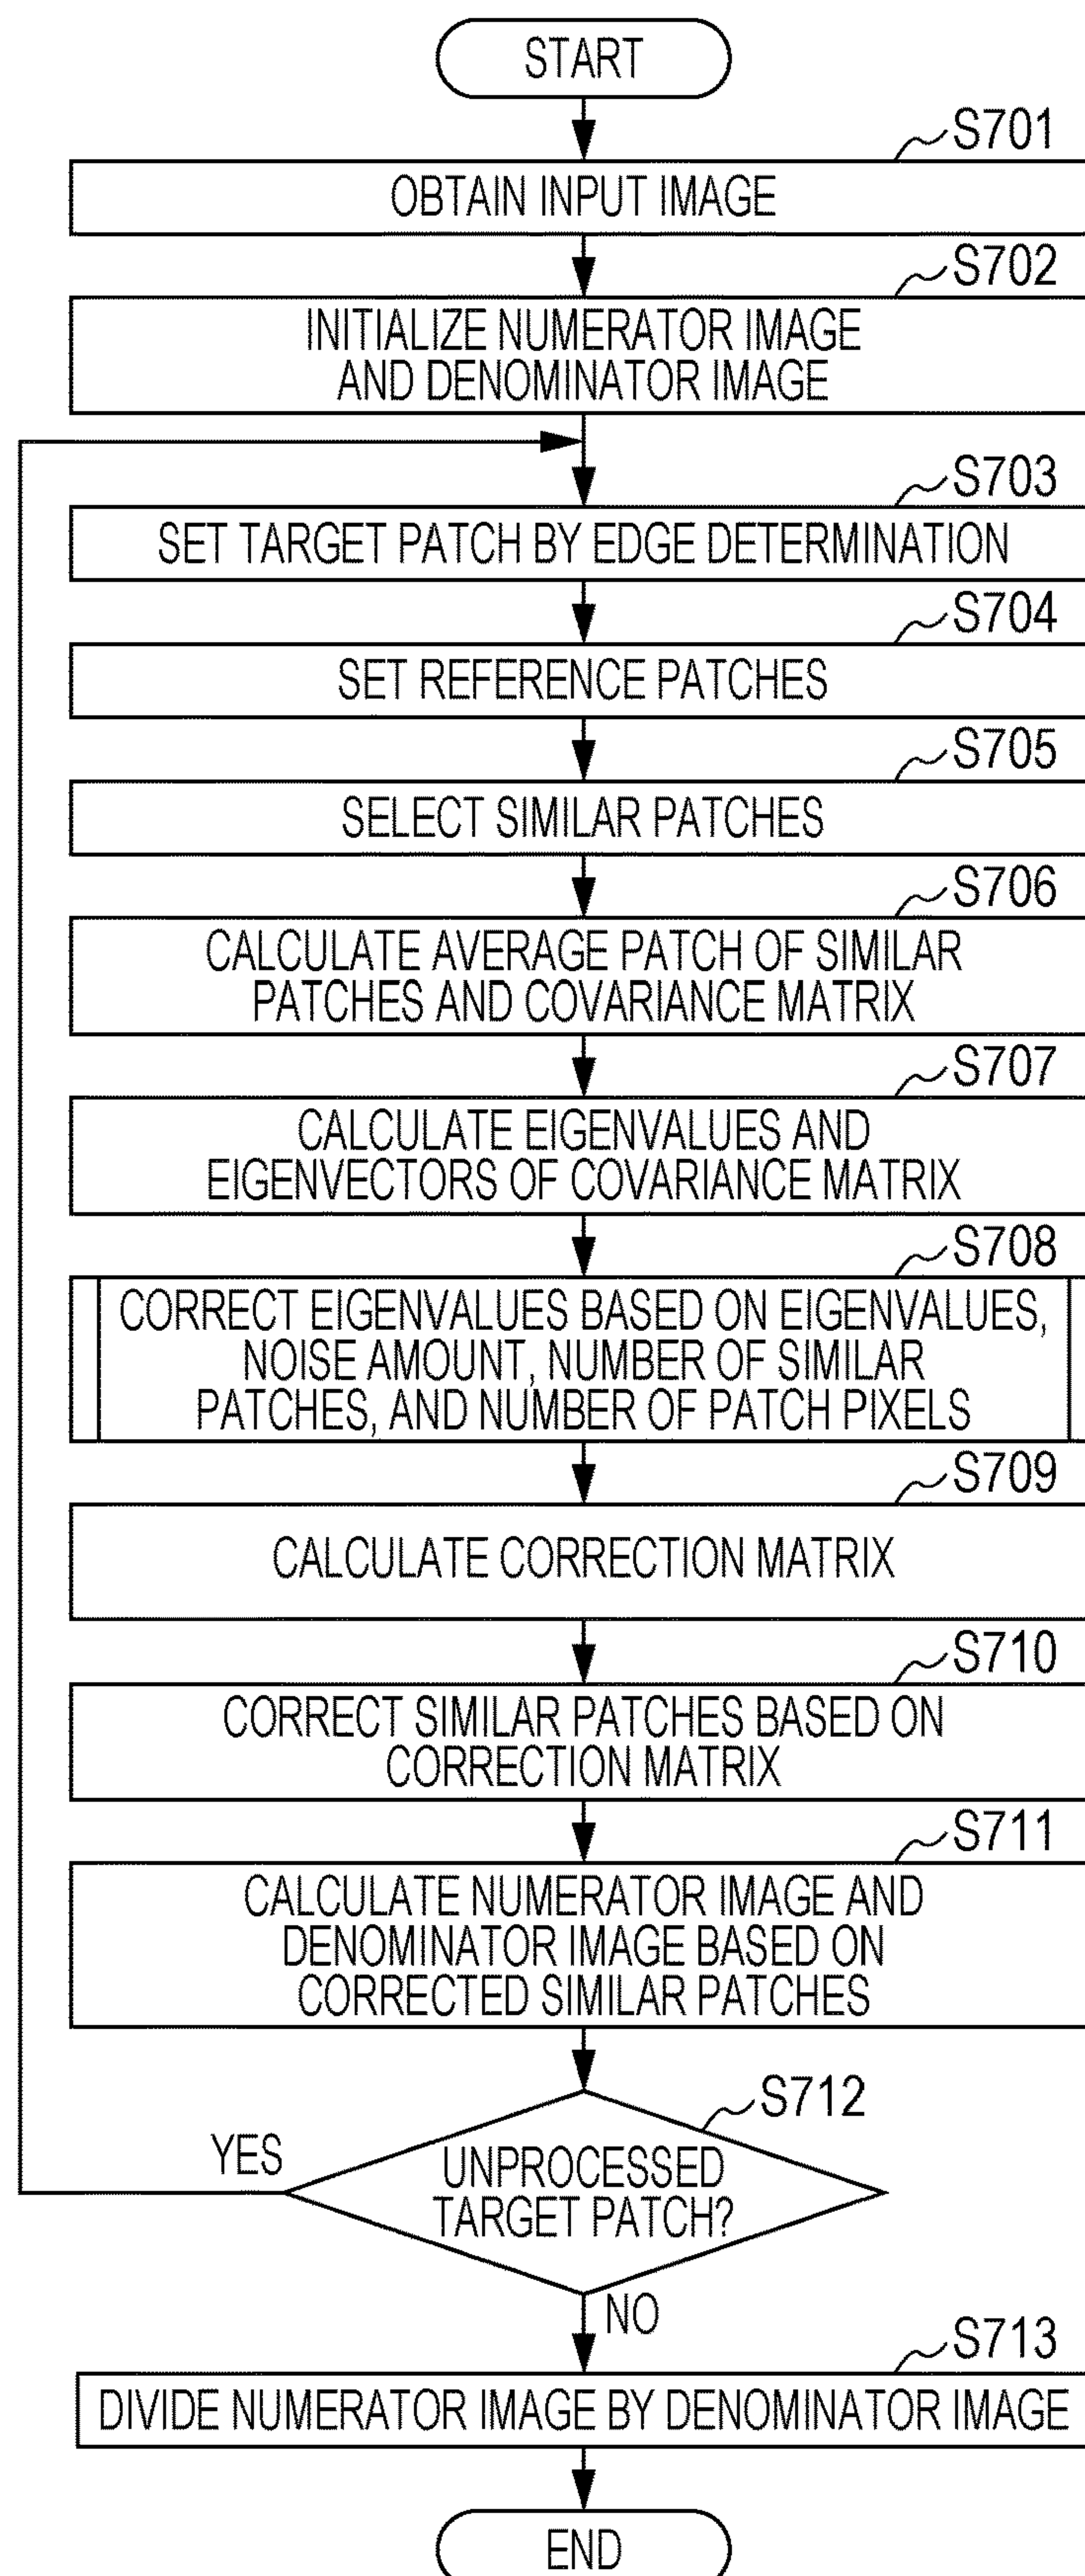 START
S701
OBTAIN INPUT IMAGE
S702
INITIALIZE NUMERATOR IMAGE
AND DENOMINATOR IMAGE
S703
SET TARGET PATCH BY EDGE DETERMINATION
S704
SET REFERENCE PATCHES
S705
SELECT SIMILAR PATCHES
S706
CALCULATE AVERAGE PATCH OF SIMILAR
PATCHES AND COVARIANCE MATRIX
S707
CALCULATE EIGENVALUES AND
EIGENVECTORS OF COVARIANCE MATRIX
S708
CORRECT EIGENVALUES BASED ON EIGENVALUES,
NOISE AMOUNT, NUMBER OF SIMILAR
PATCHES, AND NUMBER OF PATCH PIXELS
S709
CALCULATE CORRECTION MATRIX
S710
CORRECT SIMILAR PATCHES BASED ON
CORRECTION MATRIX
S711
CALCULATE NUMERATOR IMAGE AND
DENOMINATOR IMAGE BASED ON
CORRECTED SIMILAR PATCHES
S712
YES
UNPROCESSED
TARGET PATCH?
NO
S713
DIVIDE NUMERATOR IMAGE BY DENOMINATOR IMAGE
END